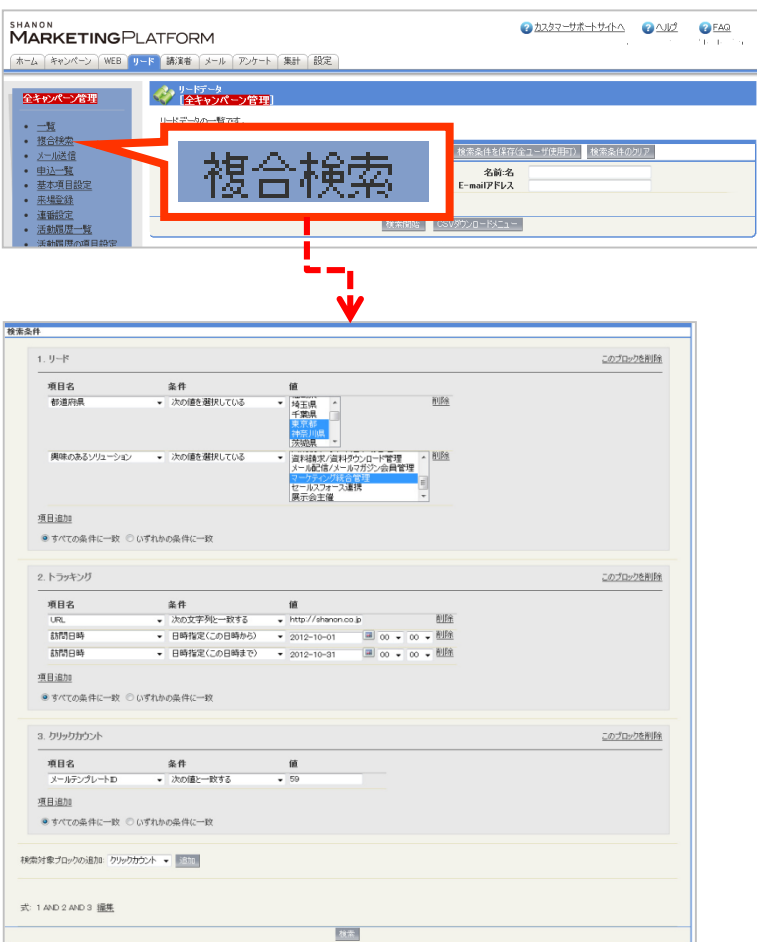 SHANON
MARKETINGPLATFORM
カスタマーサポートサイトへ ヘルプ FAQ
ホーム キャンペーン WEB リード 講演者 メール アンケート 集計 設定
全キャンペーン管理
リードデータ
[全キャンペーン管理]
・ 一覧
・ 複合検索
・ メール送信
・ 申込一覧
・ 基本項目設定
・ 来場登録
・ 連番設定
・ 活動履歴一覧
・ 活動履歴の項目設定
リードデータの一覧です。
複合検索
検索条件を保存(全ユーザ使用可) 検索条件のクリア
名前:名
E-mailアドレス
検索開始 CSVダウンロードメニュー
検索条件
1. リード このブロックを削除
項目名 条件 値
都道府県 次の値を選択している
埼玉県
千葉県
東京都
神奈川県
茨城県
削除
興味のあるソリューション 次の値を選択している
資料請求/資料ダウンロード管理
メール配信/メールマガジン会員管理
マーケティング統合管理
セールスフォース連携
展示会主催
削除
項目追加
すべての条件に一致 いずれかの条件に一致
2. トラッキング このブロックを削除
項目名 条件 値
URL 次の文字列と一致する http://shanon.co.jp 削除
訪問日時 日時指定(この日時から) 2012-10-01 00 00 削除
訪問日時 日時指定(この日時まで) 2012-10-31 00 00 削除
項目追加
すべての条件に一致 いずれかの条件に一致
3. クリックカウント このブロックを削除
項目名 条件 値
メールテンプレートID 次の値と一致する 59
項目追加
すべての条件に一致 いずれかの条件に一致
検索対象ブロックの追加: クリックカウント 追加
式: 1 AND 2 AND 3 編集
検索